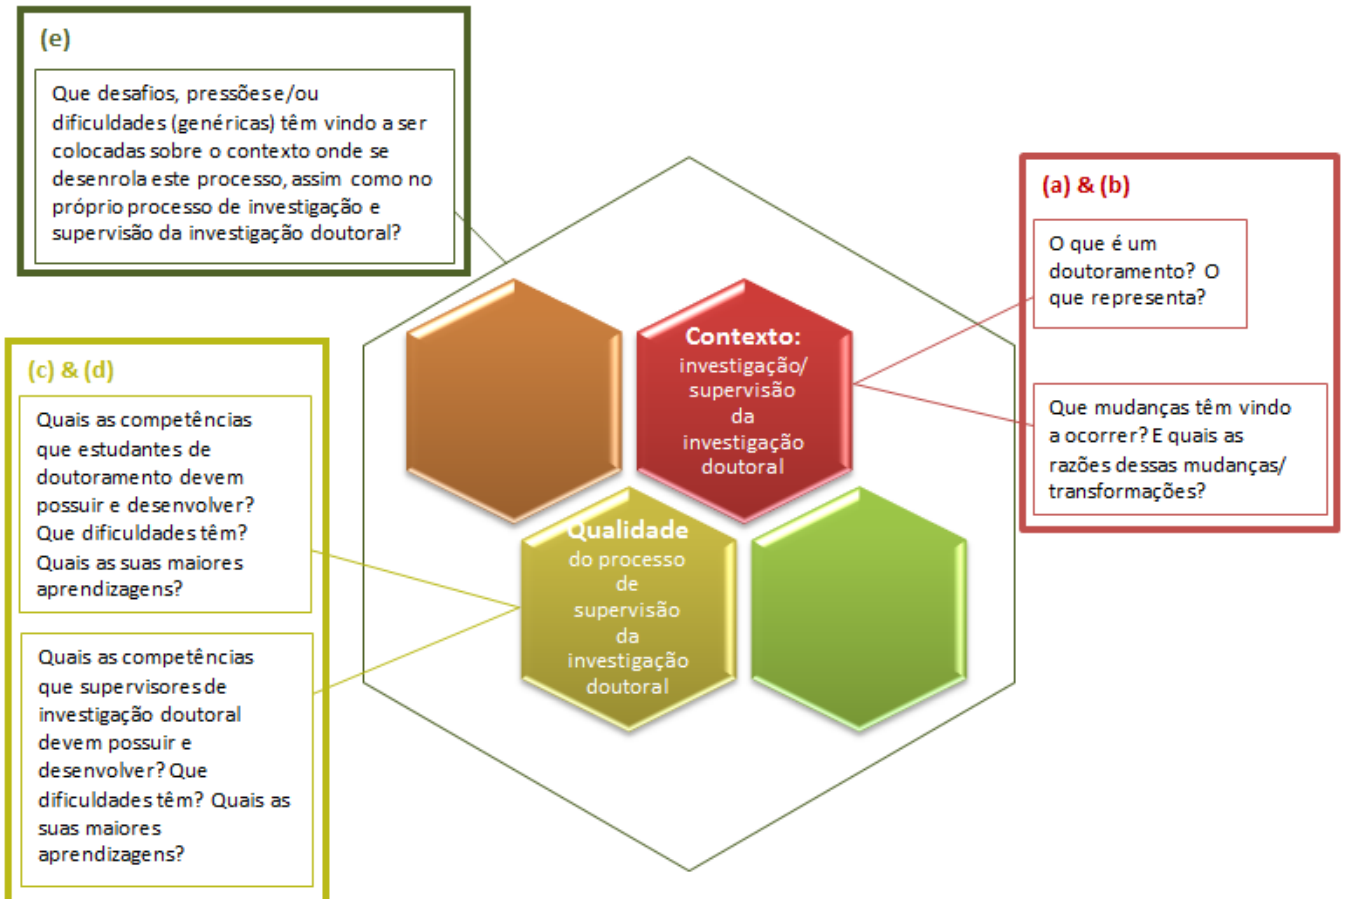 (e)
Que desafios, pressões e/ou
dificuldades (genéricas) têm vindo a ser
colocadas sobre o contexto onde se
desenrola este processo, assim como no
próprio processo de investigação e
supervisão da investigação doutoral?
(a) & (b)
O que é um
doutoramento? O
que representa?
Que mudanças têm vindo
a ocorrer? E quais as
razões dessas mudanças/
transformações?
Contexto:
investigação/
supervisão
da
investigação
doutoral
(c) & (d)
Quais as competências
que estudantes de
doutoramento devem
possuir e desenvolver?
Que dificuldades têm?
Quais as suas maiores
aprendizagens?
Quais as competências
que supervisores de
investigação doutoral
devem possuir e
desenvolver? Que
dificuldades têm? Quais as
suas maiores
aprendizagens?
Qualidade
do processo
de
supervisão
da
investigação
doutoral